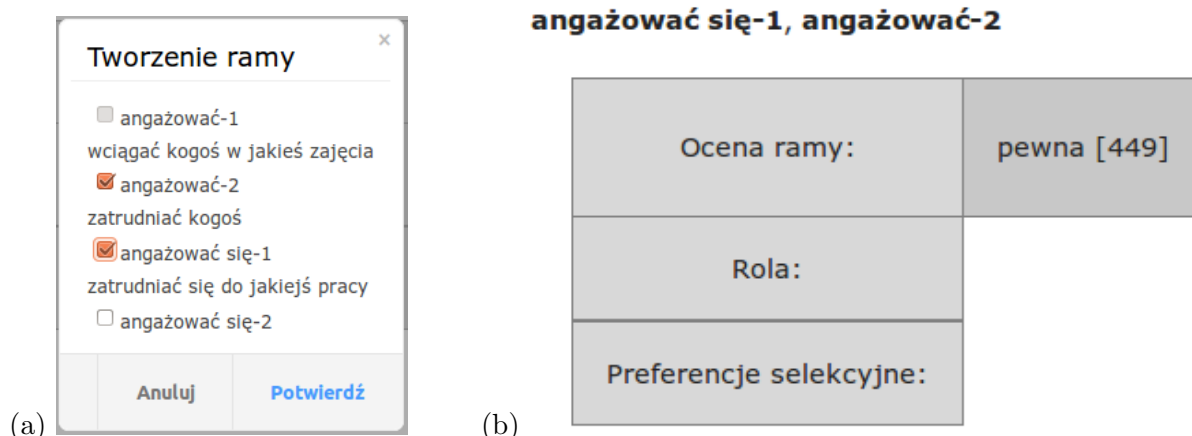 Tworzenie ramy
×
angażować-1
wciągać kogoś w jakieś zajęcia
angażować-2
zatrudniać kogoś
angażować się-1
zatrudniać się do jakiejś pracy
angażować się-2
Anuluj Potwierdź
(a)
angażować się-1, angażować-2
Ocena ramy: pewna [449]
Rola:
Preferencje selekcyjne:
(b)